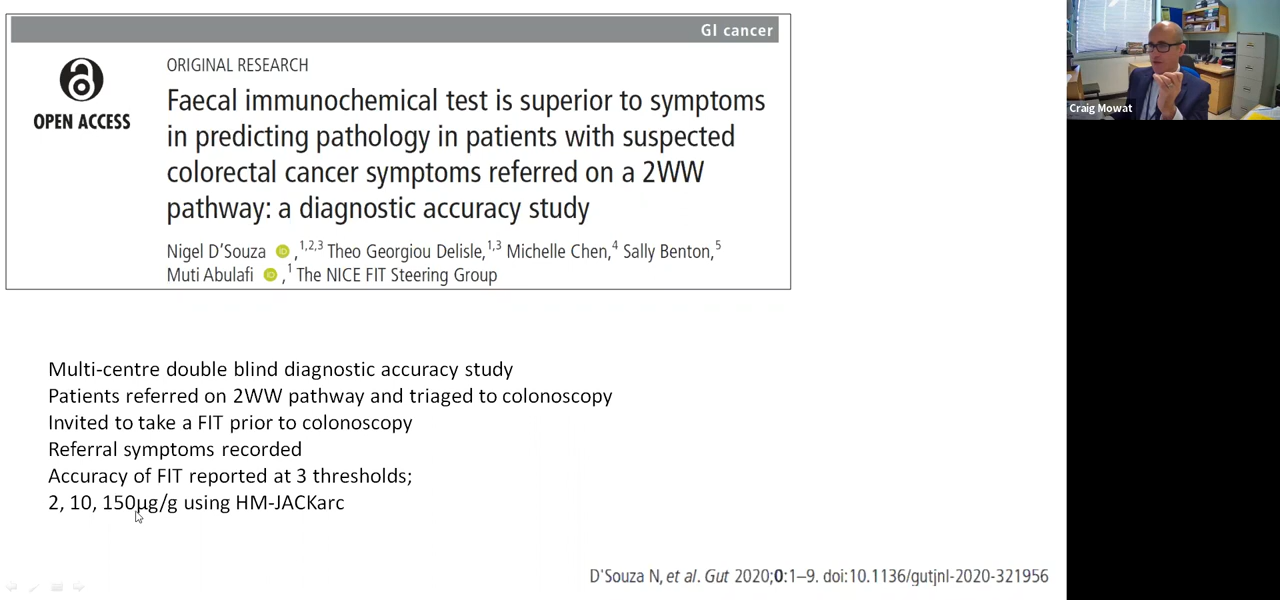 GI cancer
OPEN ACCESS
ORIGINAL RESEARCH
Faecal immunochemical test is superior to symptoms
in predicting pathology in patients with suspected
colorectal cancer symptoms referred on a 2WW
pathway: a diagnostic accuracy study
Nigel D'Souza iD ,1,2,3 Theo Georgiou Delisle,1,3 Michelle Chen,4 Sally Benton,5
Muti Abulafi iD ,1 The NICE FIT Steering Group
Craig Mowat
Multi-centre double blind diagnostic accuracy study
Patients referred on 2WW pathway and triaged to colonoscopy
Invited to take a FIT prior to colonoscopy
Referral symptoms recorded
Accuracy of FIT reported at 3 thresholds;
2, 10, 150µg/g using HM-JACKarc
D'Souza N, et al. Gut 2020;0:1–9. doi:10.1136/gutjnl-2020-321956